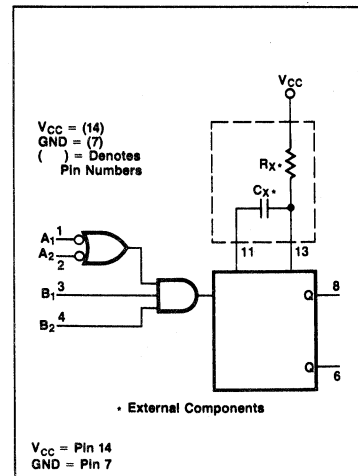 VCC
VCC = (14)
GND = (7)
( ) = Denotes
Pin Numbers
RX*
CX*
A1 1
A2 2
11 13
B1 3
B2 4
Q 8
Q 6
* External Components
VCC = Pin 14
GND = Pin 7